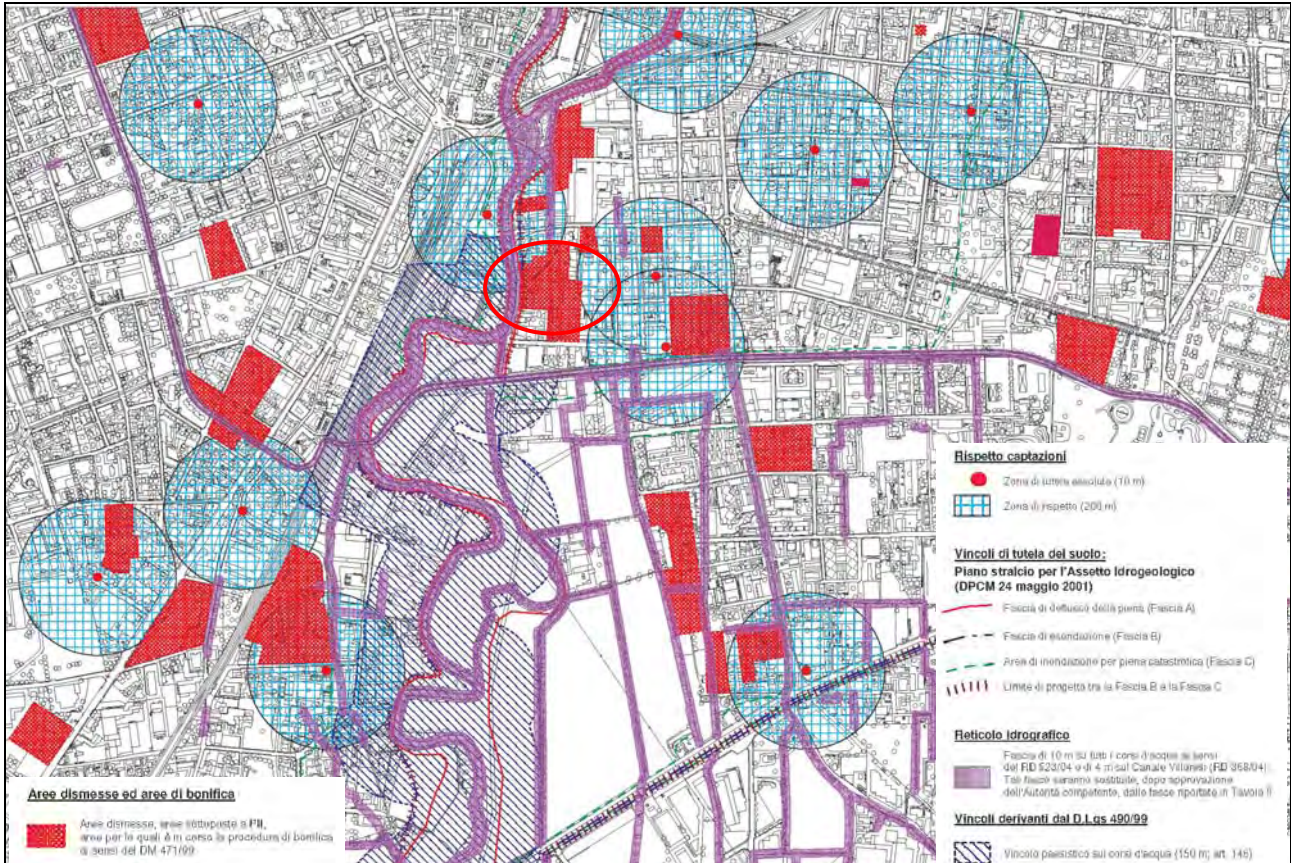 Rispetto captazioni
Zona di tutela assoluta (10 m)
Zona di rispetto (200 m)
Vincoli di tutela del suolo:
Piano stralcio per l'Assetto Idrogeologico
(DPCM 24 maggio 2001)
Fascia di deflusso della piena (Fascia A)
Fascia di esondazione (Fascia B)
Area di inondazione per piena catastrofica (Fascia C)
Limite di progetto tra la Fascia B e la Fascia C
Reticolo idrografico
Fascia di 10 m su tutti i corsi d'acqua ai sensi
del RD 523/04 e di 4 m sul Canale Villoresi (RD 368/04).
Tali fasce saranno sostituite, dopo approvazione
dell'Autorità competente, dalle fasce riportate in Tavola II
Vincoli derivanti dal D.Lgs 490/99
Vincolo paesistico sui corsi d'acqua (150 m; art. 146)
Aree dismesse ed aree di bonifica
Aree dismesse, aree sottoposte a PII,
aree per le quali è in corso la procedura di bonifica
ai sensi del DM 471/99